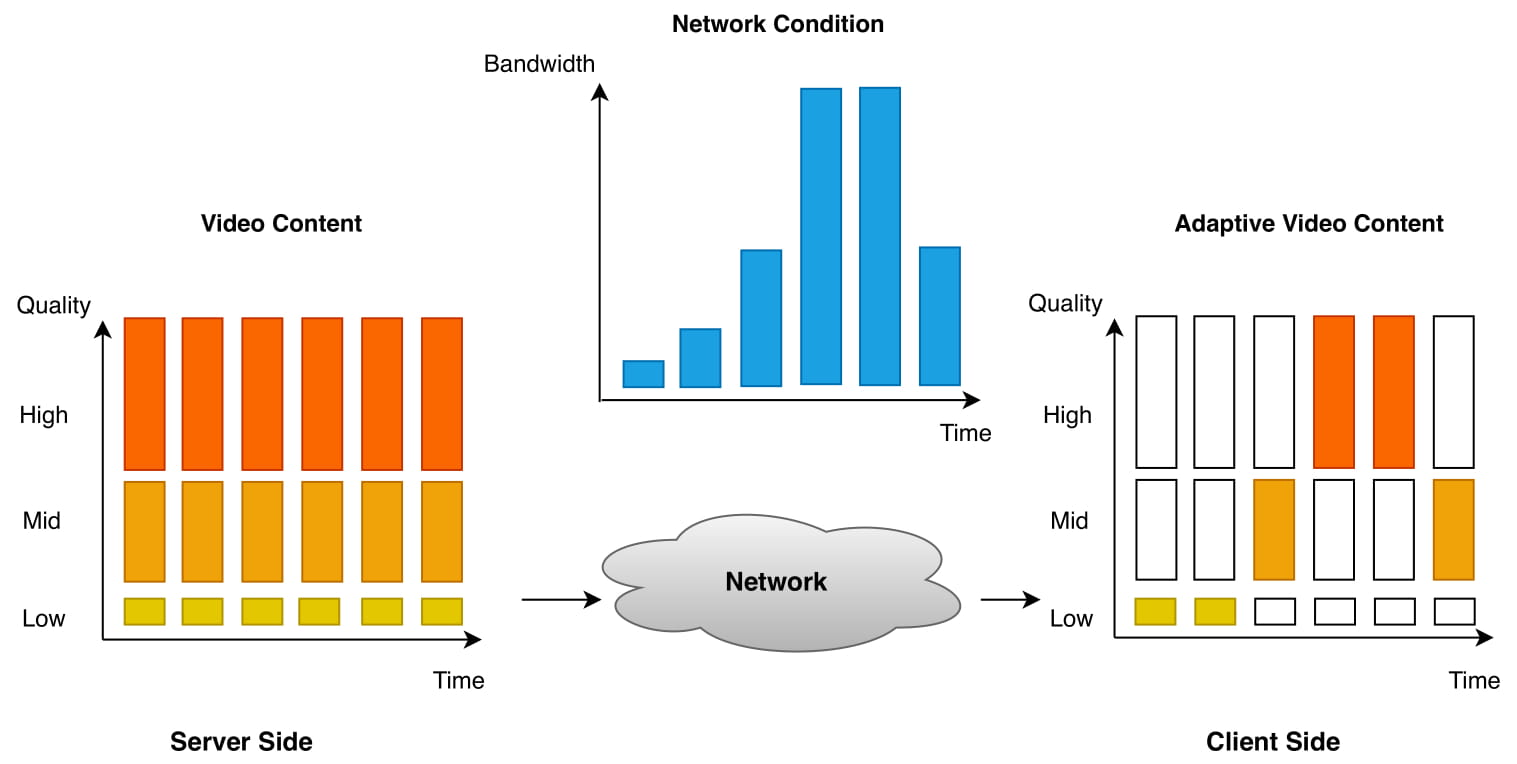 Network Condition
Bandwidth
Time
Video Content
Quality
High
Mid
Low
Time
Server Side
Network
Adaptive Video Content
Quality
High
Mid
Low
Time
Client Side